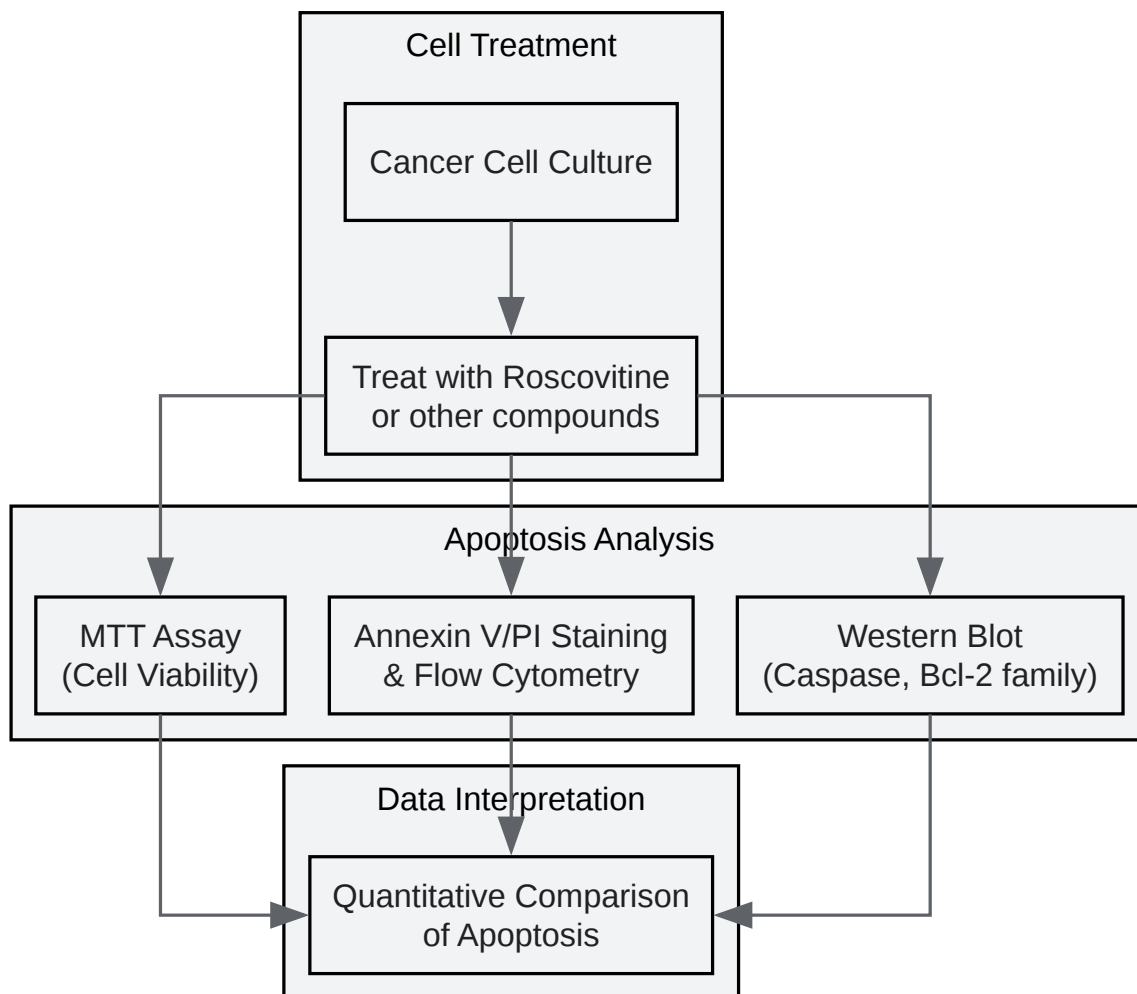 Cell Treatment
Cancer Cell Culture
Treat with Roscovitine
or other compounds
Apoptosis Analysis
MTT Assay
(Cell Viability)
Annexin V/PI Staining
& Flow Cytometry
Western Blot
(Caspase, Bcl-2 family)
Data Interpretation
Quantitative Comparison
of Apoptosis